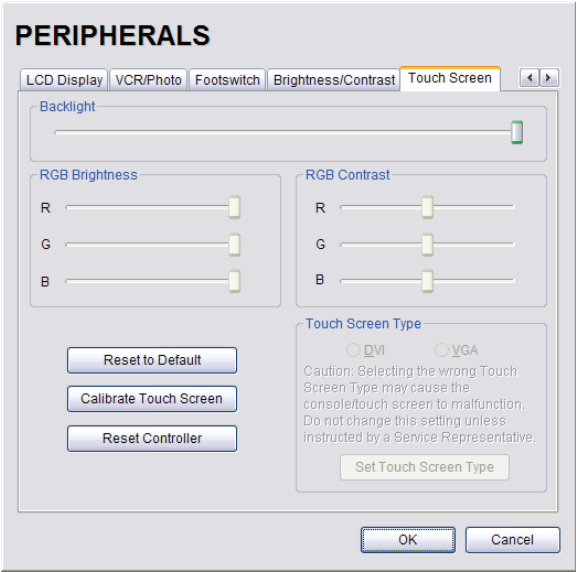 PERIPHERALS
LCD Display VCR/Photo Footswitch Brightness/Contrast Touch Screen
Backlight
RGB Brightness
R
G
B
RGB Contrast
R
G
B
Reset to Default
Calibrate Touch Screen
Reset Controller
Touch Screen Type
DVI VGA
Caution: Selecting the wrong Touch
Screen Type may cause the
console/touch screen to malfunction.
Do not change this setting unless
instructed by a Service Representative.
Set Touch Screen Type
OK Cancel